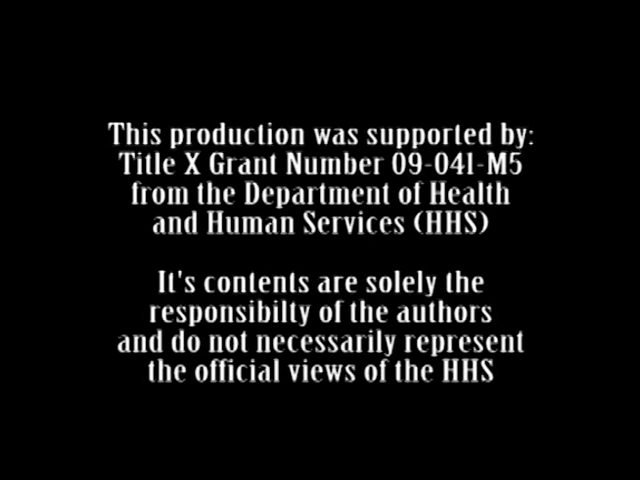 This production was supported by:
Title X Grant Number 09-041-M5
from the Department of Health
and Human Services (HHS)
It's contents are solely the
responsibilty of the authors
and do not necessarily represent
the official views of the HHS